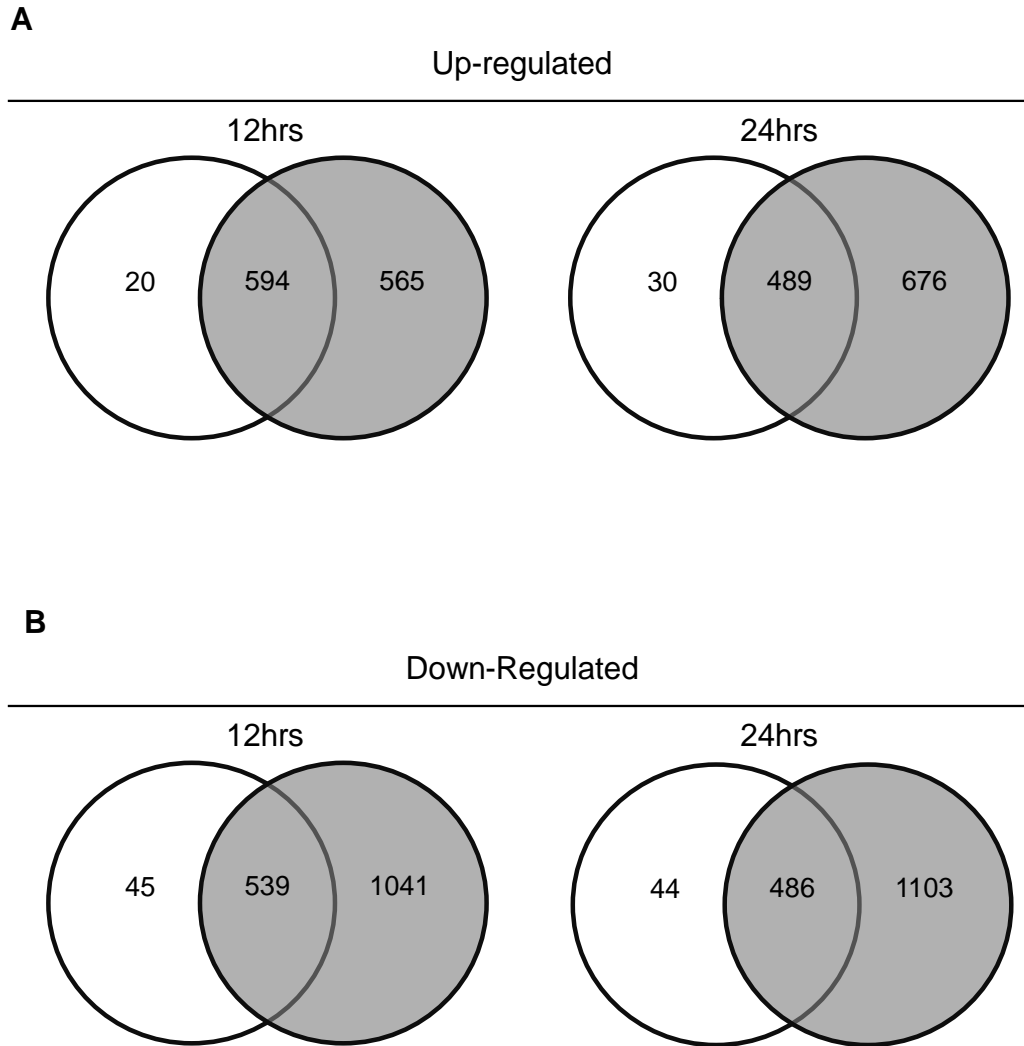 A
Up-regulated
12hrs 24hrs
20 594 565 30 489 676
B
Down-Regulated
12hrs 24hrs
45 539 1041 44 486 1103